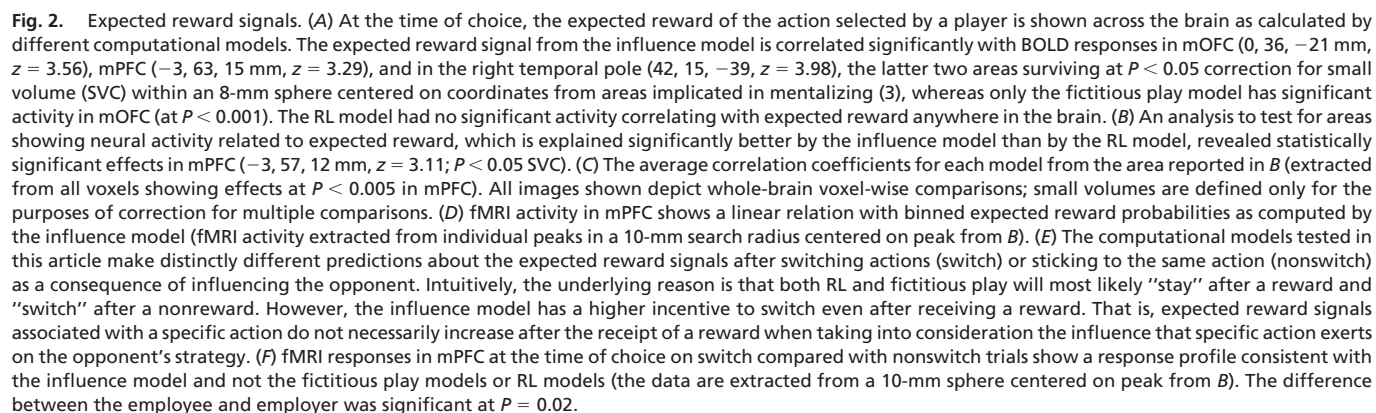 Fig. 2. Expected reward signals. (A) At the time of choice, the expected reward of the action selected by a player is shown across the brain as calculated by
different computational models. The expected reward signal from the influence model is correlated significantly with BOLD responses in mOFC (0, 36, −21 mm,
z = 3.56), mPFC (−3, 63, 15 mm, z = 3.29), and in the right temporal pole (42, 15, −39, z = 3.98), the latter two areas surviving at P < 0.05 correction for small
volume (SVC) within an 8-mm sphere centered on coordinates from areas implicated in mentalizing (3), whereas only the fictitious play model has significant
activity in mOFC (at P < 0.001). The RL model had no significant activity correlating with expected reward anywhere in the brain. (B) An analysis to test for areas
showing neural activity related to expected reward, which is explained significantly better by the influence model than by the RL model, revealed statistically
significant effects in mPFC (−3, 57, 12 mm, z = 3.11; P < 0.05 SVC). (C) The average correlation coefficients for each model from the area reported in B (extracted
from all voxels showing effects at P < 0.005 in mPFC). All images shown depict whole-brain voxel-wise comparisons; small volumes are defined only for the
purposes of correction for multiple comparisons. (D) fMRI activity in mPFC shows a linear relation with binned expected reward probabilities as computed by
the influence model (fMRI activity extracted from individual peaks in a 10-mm search radius centered on peak from B). (E) The computational models tested in
this article make distinctly different predictions about the expected reward signals after switching actions (switch) or sticking to the same action (nonswitch)
as a consequence of influencing the opponent. Intuitively, the underlying reason is that both RL and fictitious play will most likely ''stay'' after a reward and
''switch'' after a nonreward. However, the influence model has a higher incentive to switch even after receiving a reward. That is, expected reward signals
associated with a specific action do not necessarily increase after the receipt of a reward when taking into consideration the influence that specific action exerts
on the opponent's strategy. (F) fMRI responses in mPFC at the time of choice on switch compared with nonswitch trials show a response profile consistent with
the influence model and not the fictitious play models or RL models (the data are extracted from a 10-mm sphere centered on peak from B). The difference
between the employee and employer was significant at P = 0.02.